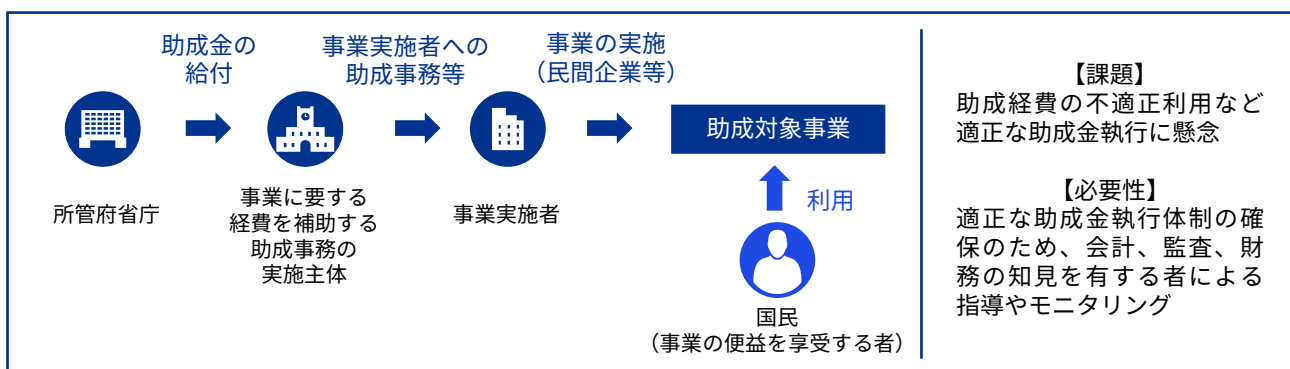 助成金の
給付
事業実施者への
助成事務等
事業の実施
（民間企業等）
所管府省庁
事業に要する
経費を補助する
助成事務の
実施主体
事業実施者
助成対象事業
利用
国民
（事業の便益を享受する者）
【課題】
助成経費の不適正利用など
適正な助成金執行に懸念
【必要性】
適正な助成金執行体制の確
保のため、会計、監査、財
務の知見を有する者による
指導やモニタリング